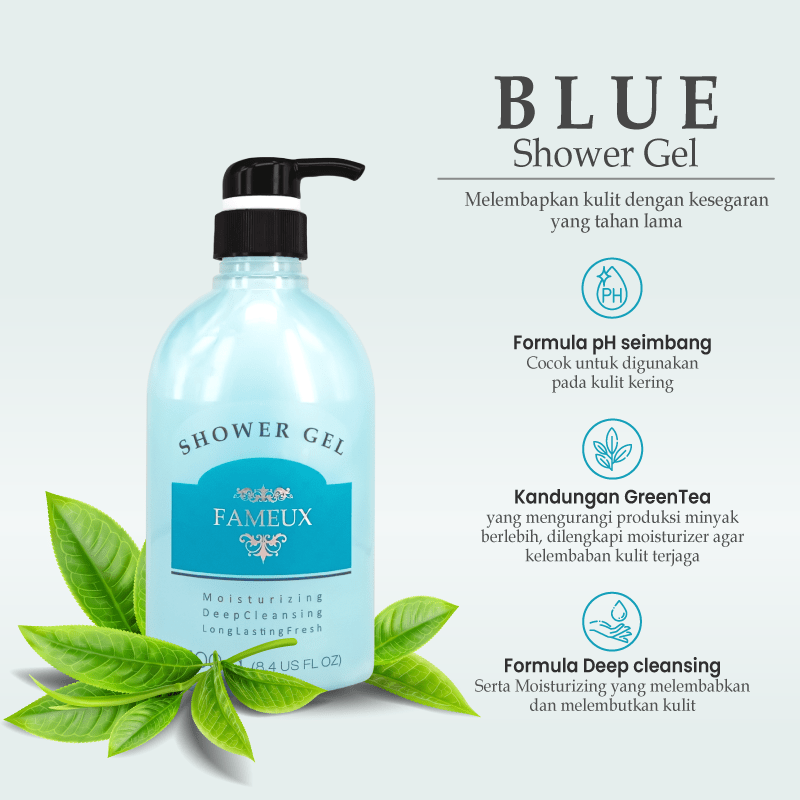 BLUE
Shower Gel
Melembapkan kulit dengan kesegaran
yang tahan lama
PH
Formula pH seimbang
Cocok untuk digunakan
pada kulit kering
Kandungan GreenTea
yang mengurangi produksi minyak
berlebih, dilengkapi moisturizer agar
kelembaban kulit terjaga
Formula Deep cleansing
Serta Moisturizing yang melembabkan
dan melembutkan kulit
SHOWER GEL
FAMEUX
Moisturizing
DeepCleansing
LongLastingFresh
(8.4 US FL OZ)